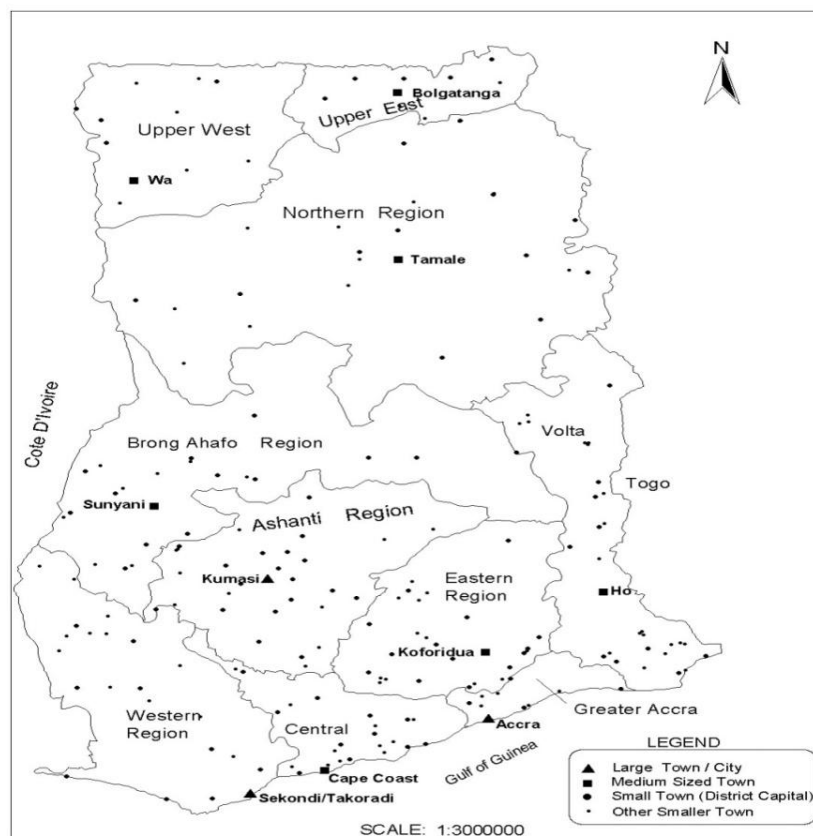 N
Bolgatanga
Upper East
Upper West
Wa
Northern Region
Tamale
Cote D'Ivoire
Brong Ahafo Region
Volta
Togo
Sunyani
Ashanti Region
Kumasi
Eastern
Region
Ho
Koforidua
Western
Region
Central
Greater Accra
Accra
Gulf of Guinea
Cape Coast
Sekondi/Takoradi
LEGEND
Large Town / City
Medium Sized Town
Small Town (District Capital)
Other Smaller Town
SCALE: 1:3000000